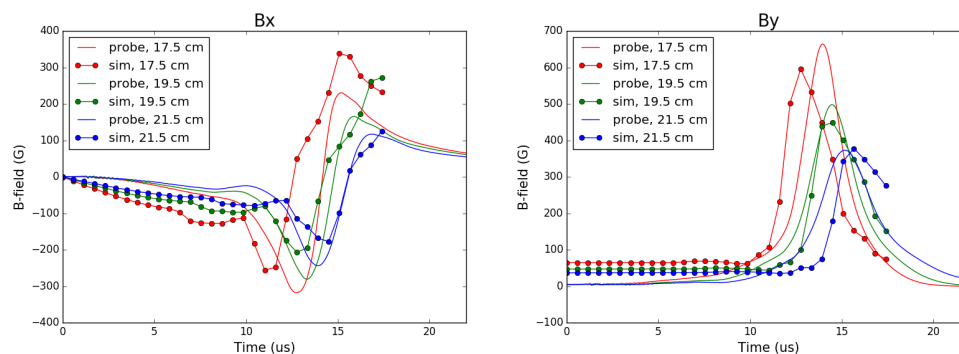 Bx
B-field (G)
400
300
200
100
0
−100
−200
−300
−400
probe, 17.5 cm
sim, 17.5 cm
probe, 19.5 cm
sim, 19.5 cm
probe, 21.5 cm
sim, 21.5 cm
0 5 10 15 20
Time (us)
By
B-field (G)
700
600
500
400
300
200
100
0
−100
probe, 17.5 cm
sim, 17.5 cm
probe, 19.5 cm
sim, 19.5 cm
probe, 21.5 cm
sim, 21.5 cm
0 5 10 15 20
Time (us)